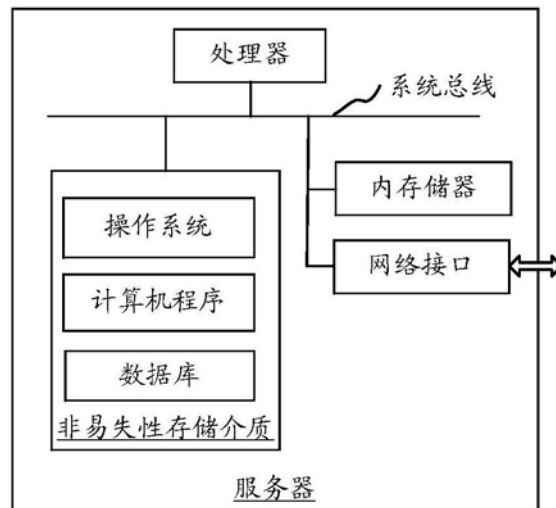 处理器
系统总线
内存储器
操作系统
网络接口
计算机程序
数据库
非易失性存储介质
服务器